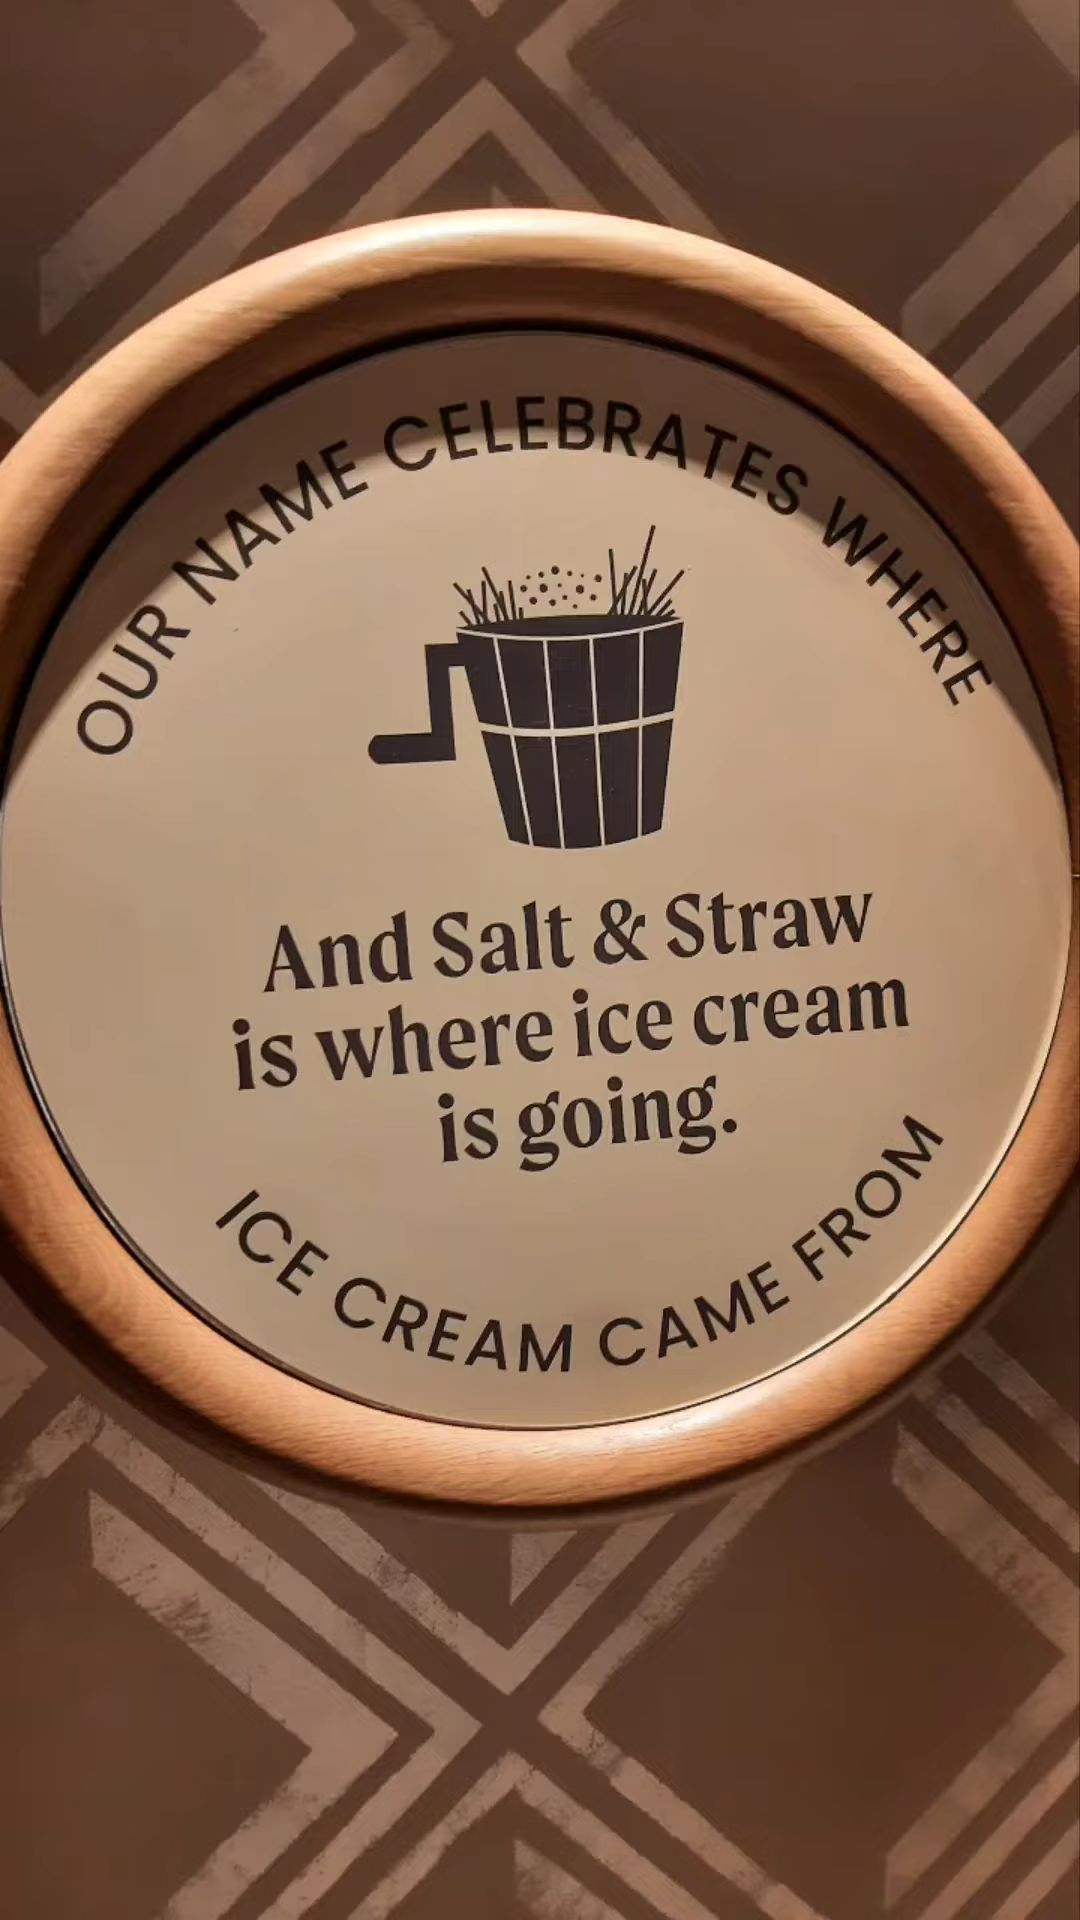 OUR NAME CELEBRATES WHERE
ICE CREAM CAME FROM
And Salt & Straw
is where ice cream
is going.